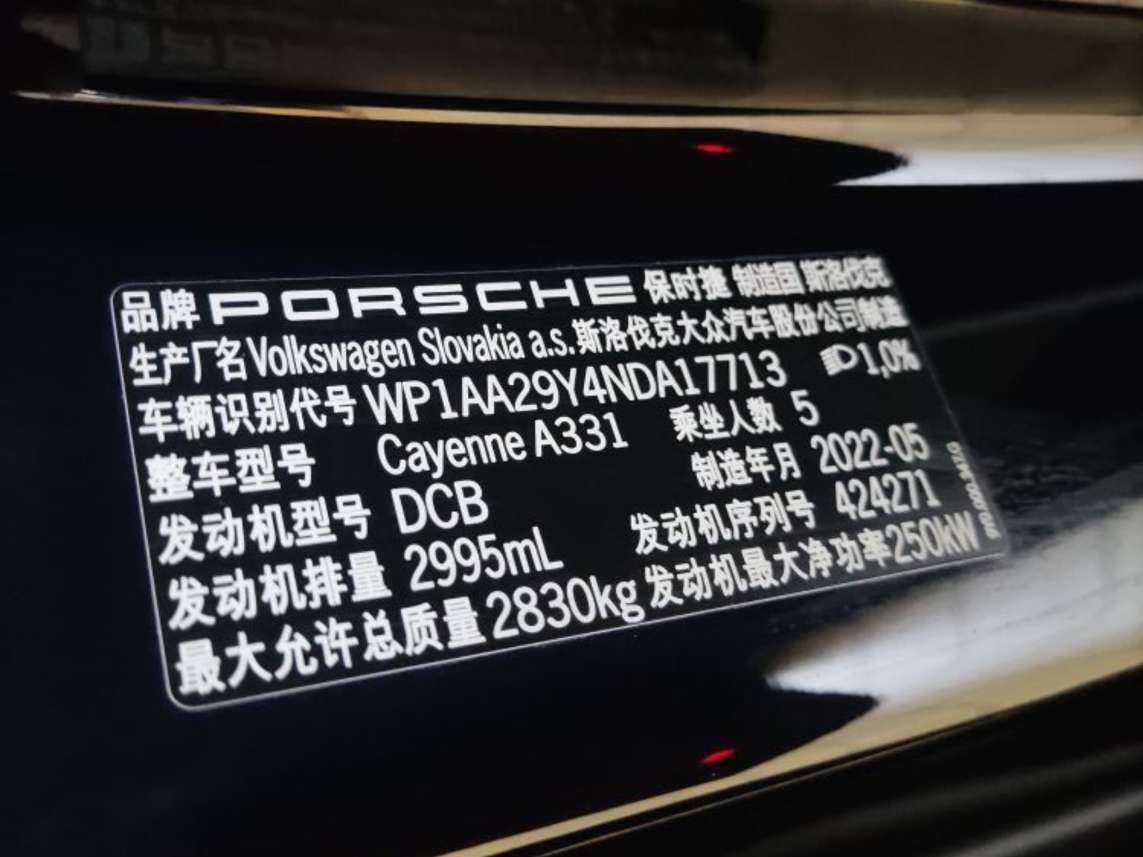 品牌 PORSCHE 保时捷 制造国 斯洛伐克
生产厂名 Volkswagen Slovakia a.s. 斯洛伐克大众汽车股份公司制造
车辆识别代号 WP1AA29Y4NDA17713 1,0%
整车型号 Cayenne A331 乘坐人数 5
发动机型号 DCB 制造年月 2022-05
发动机排量 2995mL 发动机序列号 424271
最大允许总质量 2830kg 发动机最大净功率 250kW